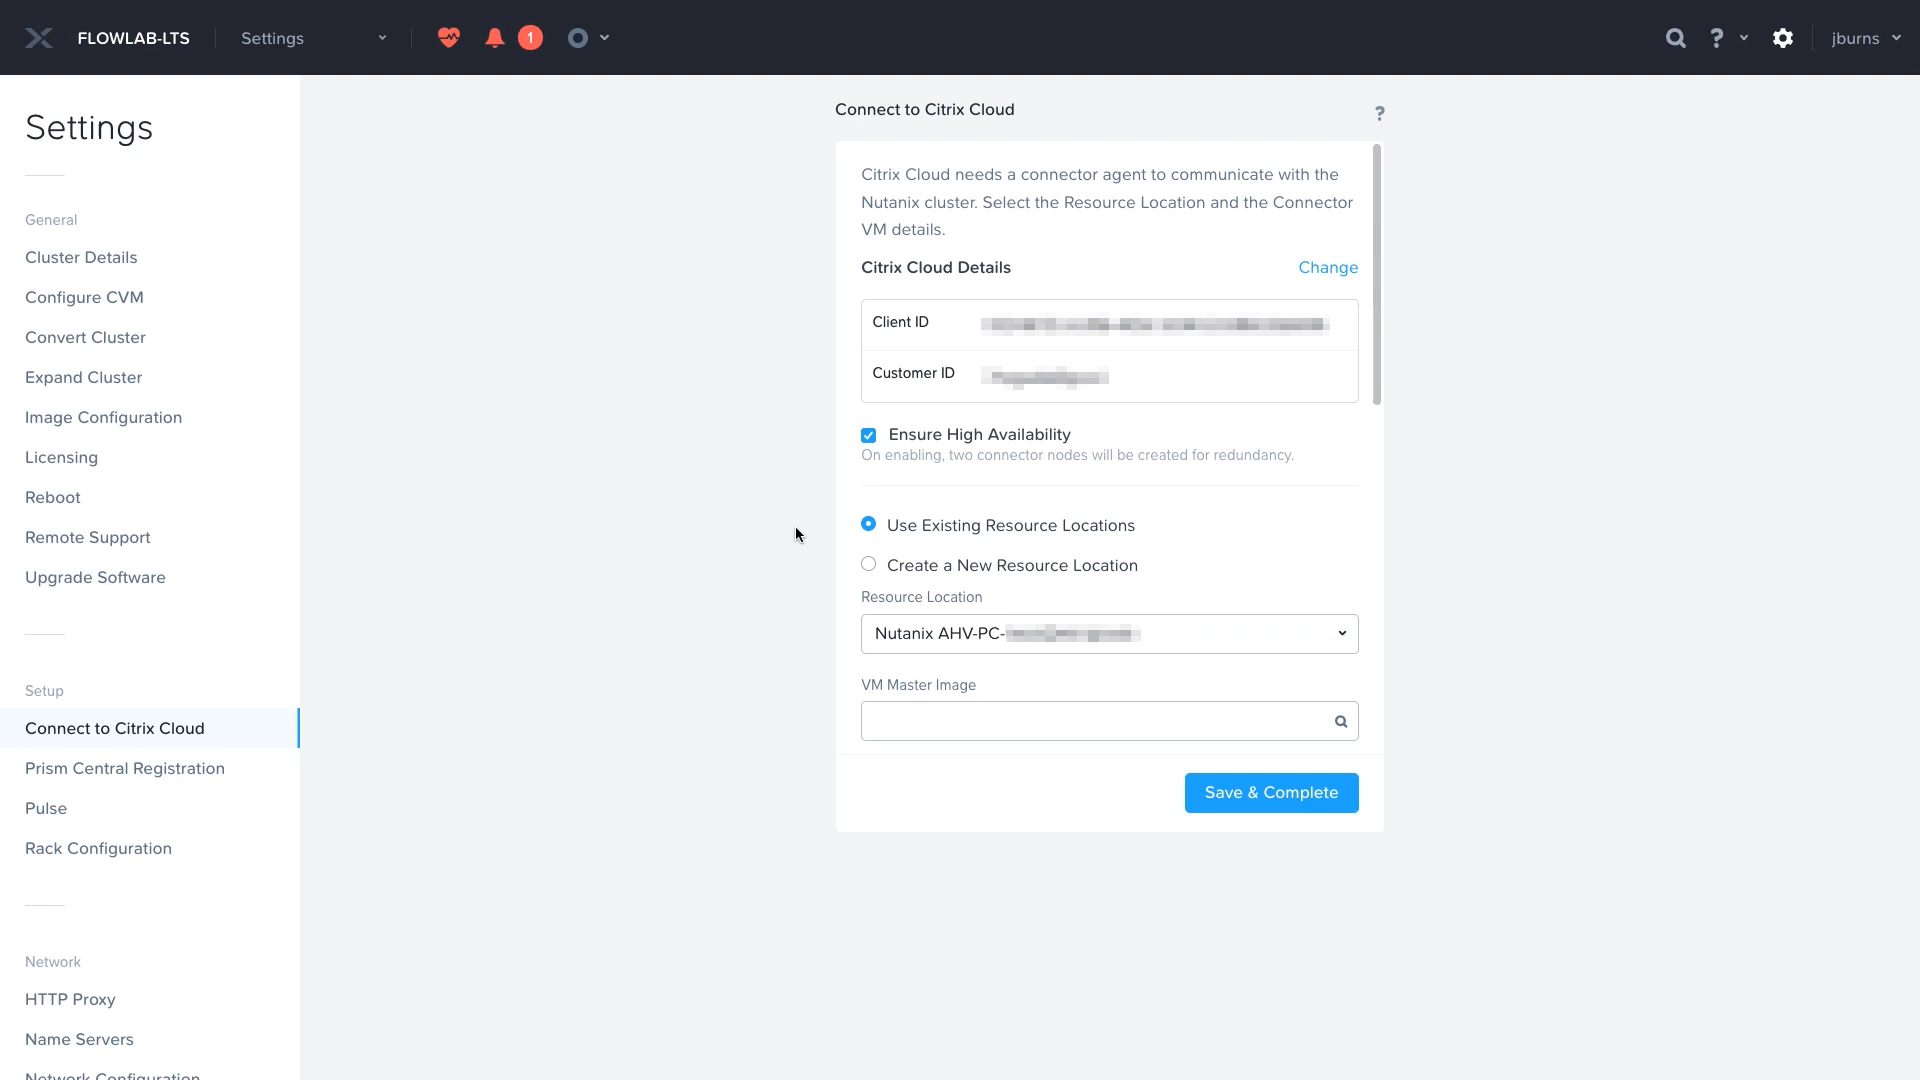 FLOWLAB-LTS
Settings
1
?
jburns
Settings
General
Cluster Details
Configure CVM
Convert Cluster
Expand Cluster
Image Configuration
Licensing
Reboot
Remote Support
Upgrade Software
Setup
Connect to Citrix Cloud
Prism Central Registration
Pulse
Rack Configuration
Network
HTTP Proxy
Name Servers
Network Configuration
Connect to Citrix Cloud
?
Citrix Cloud needs a connector agent to communicate with the
Nutanix cluster. Select the Resource Location and the Connector
VM details.
Citrix Cloud Details
Change
Client ID
Customer ID
Ensure High Availability
On enabling, two connector nodes will be created for redundancy.
Use Existing Resource Locations
Create a New Resource Location
Resource Location
Nutanix AHV-PC-
VM Master Image
Save & Complete